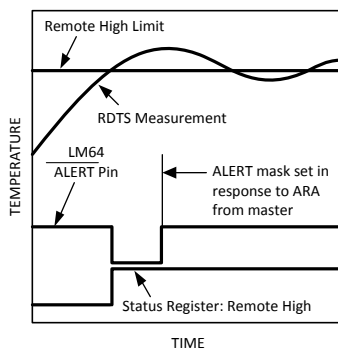 Remote High Limit
RDTS Measurement
LM64
ALERT Pin
ALERT mask set in
response to ARA
from master
Status Register: Remote High
TEMPERATURE
TIME